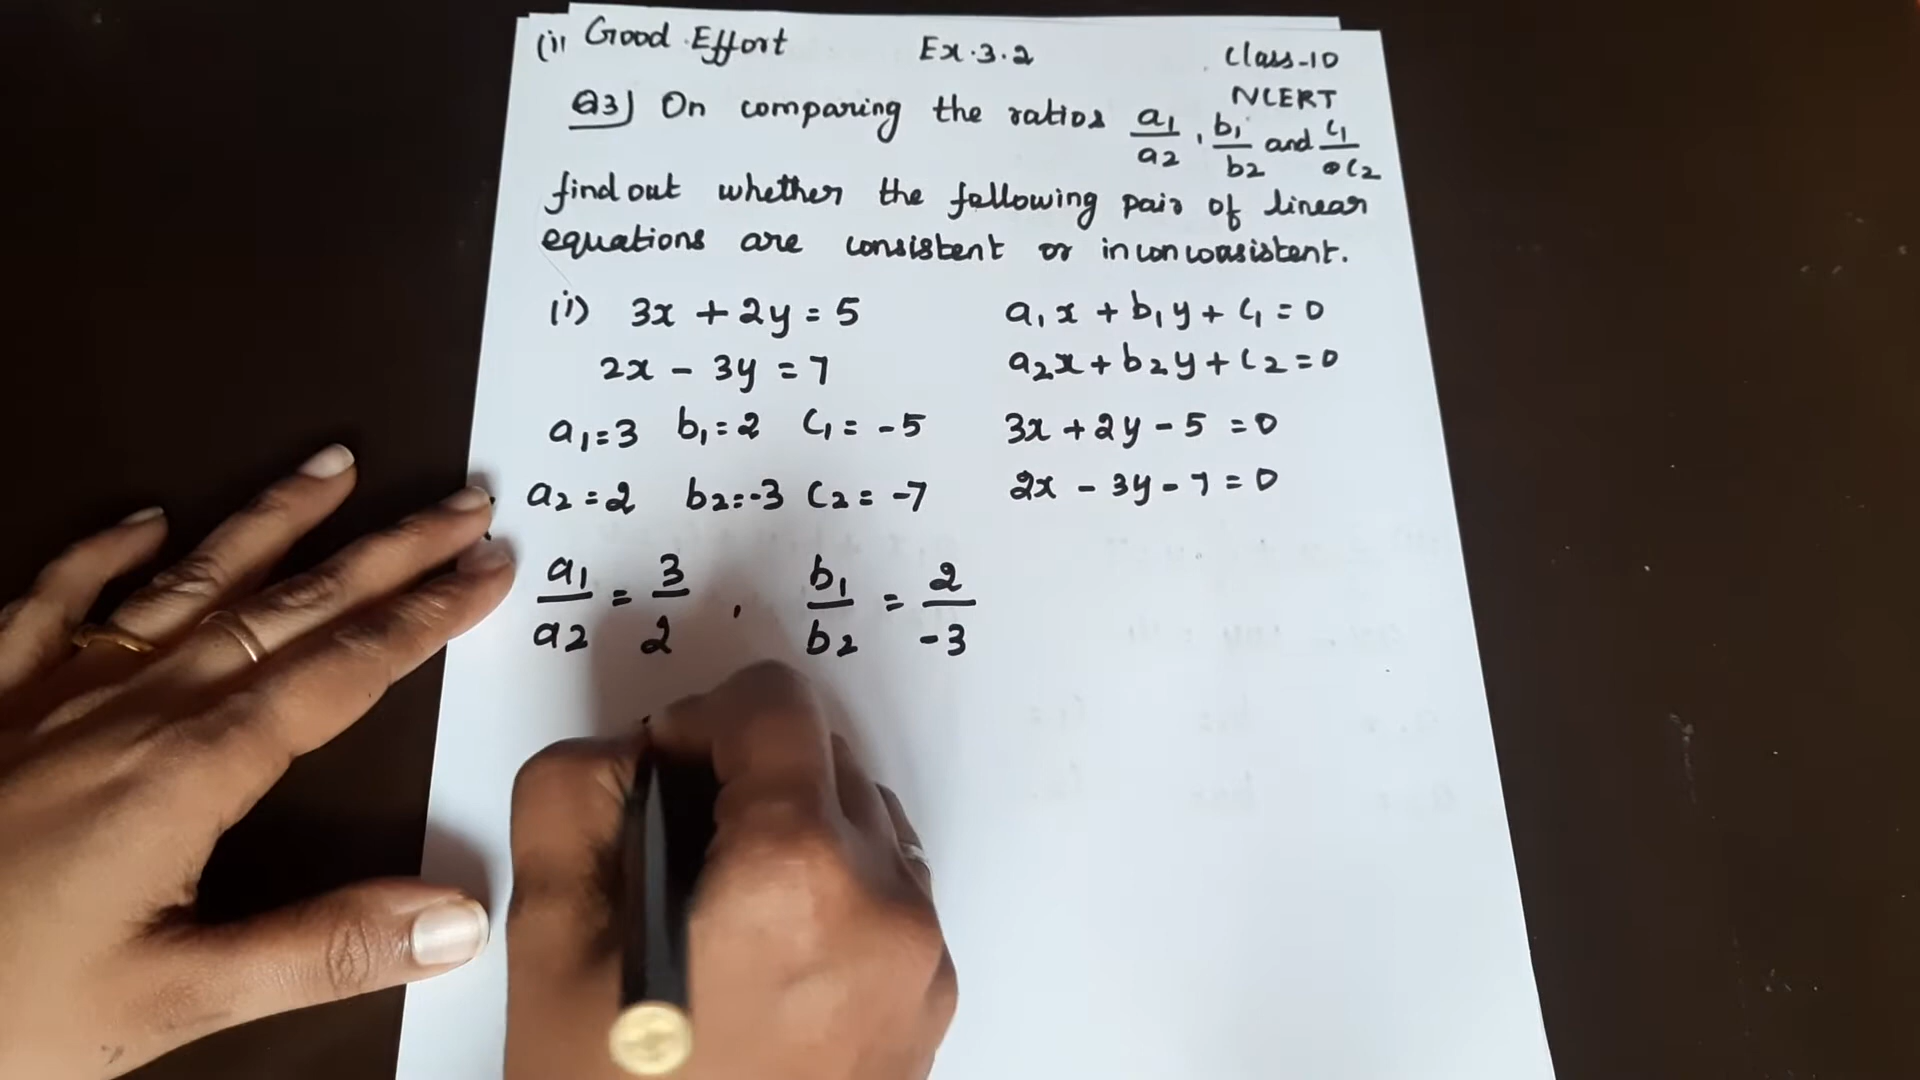 (i) Good Effort Ex.3.2 Class-10
NCERT
Q3) On comparing the ratios a1/a2, b1/b2 and c1/c2
find out whether the following pair of linear
equations are consistent or inconconsistent.
(i) 3x + 2y = 5 a1x + b1y + c1 = 0
2x - 3y = 7 a2x + b2y + c2 = 0
a1=3 b1=2 c1= -5 3x + 2y - 5 = 0
a2=2 b2=-3 c2= -7 2x - 3y - 7 = 0
a1/a2 = 3/2 , b1/b2 = 2/-3